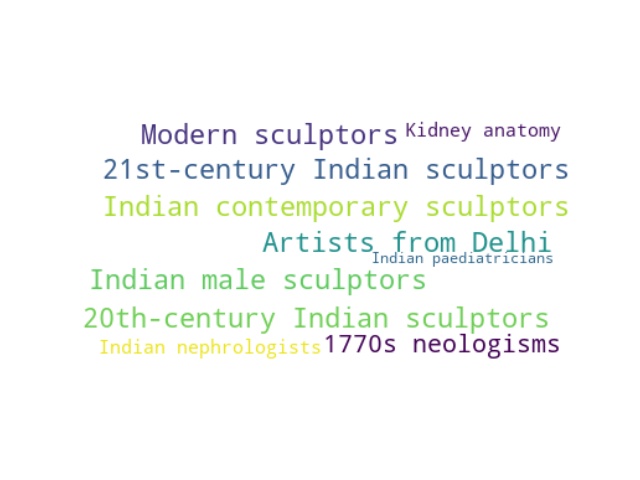 Modern sculptors Kidney anatomy
21st-century Indian sculptors
Indian contemporary sculptors
Artists from Delhi
Indian paediatricians
Indian male sculptors
20th-century Indian sculptors
Indian nephrologists 1770s neologisms